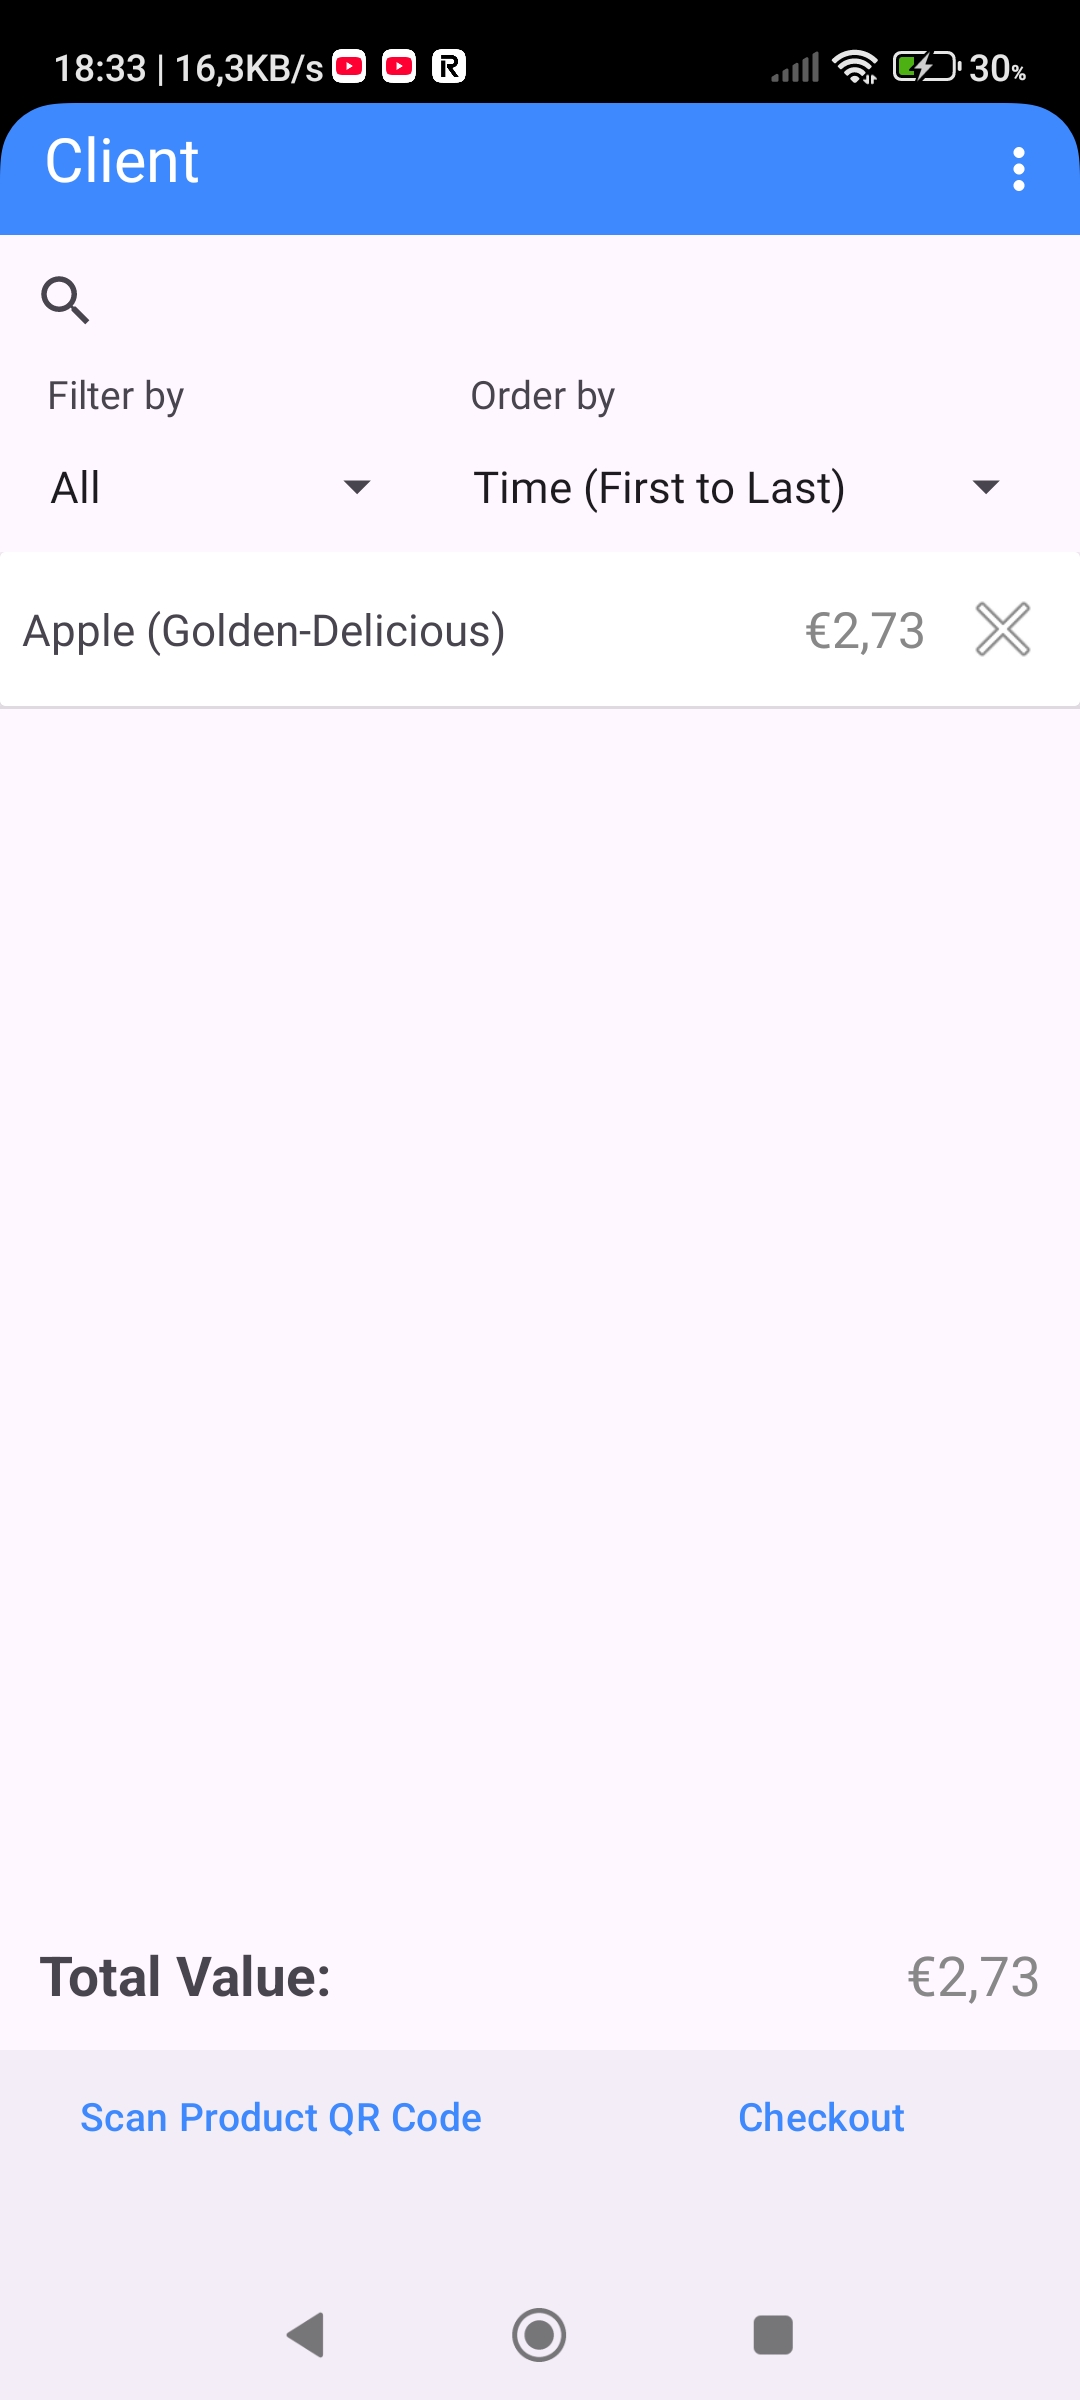 18:33 | 16,3KB/s 30%
Client
Filter by Order by
All Time (First to Last)
Apple (Golden-Delicious) €2,73
Total Value: €2,73
Scan Product QR Code Checkout